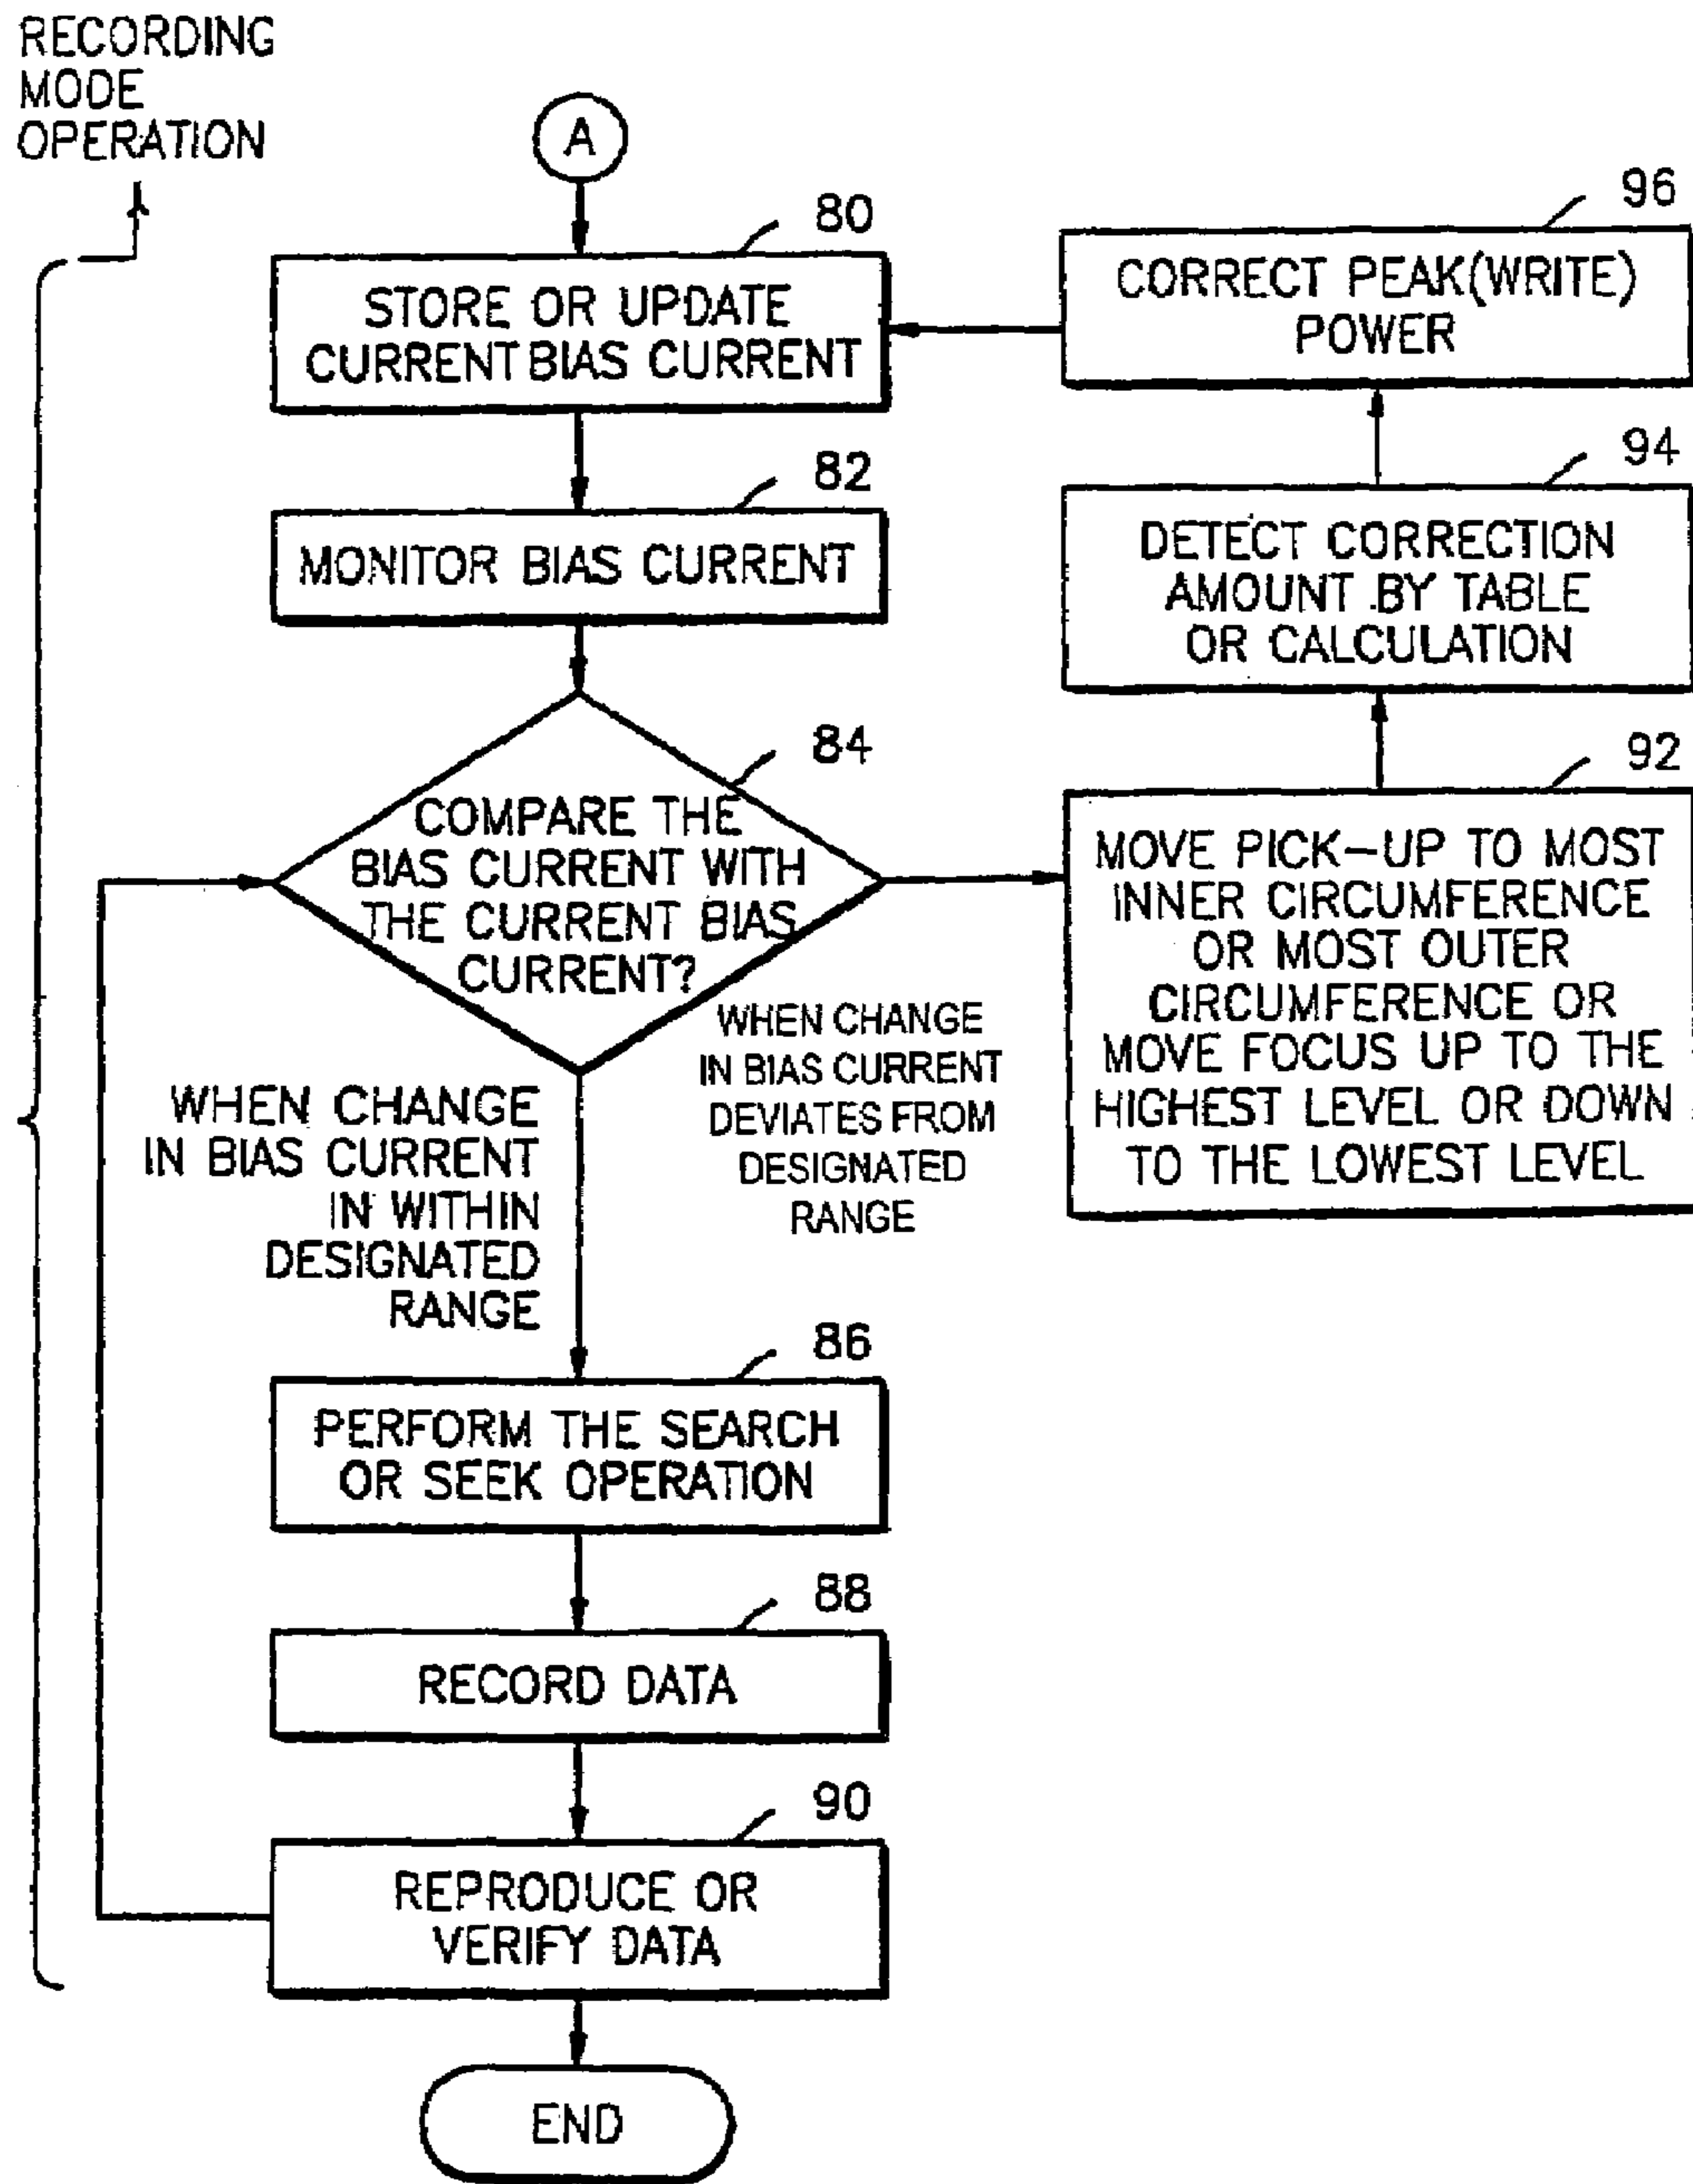 RECORDING
MODE
OPERATION
A
80
STORE OR UPDATE
CURRENT BIAS CURRENT
82
MONITOR BIAS CURRENT
84
COMPARE THE
BIAS CURRENT WITH
THE CURRENT BIAS
CURRENT?
WHEN CHANGE
IN BIAS CURRENT
DEVIATES FROM
DESIGNATED
RANGE
WHEN CHANGE
IN BIAS CURRENT
IN WITHIN
DESIGNATED
RANGE
86
PERFORM THE SEARCH
OR SEEK OPERATION
88
RECORD DATA
90
REPRODUCE OR
VERIFY DATA
END
96
CORRECT PEAK(WRITE)
POWER
94
DETECT CORRECTION
AMOUNT BY TABLE
OR CALCULATION
92
MOVE PICK-UP TO MOST
INNER CIRCUMFERENCE
OR MOST OUTER
CIRCUMFERENCE OR
MOVE FOCUS UP TO THE
HIGHEST LEVEL OR DOWN
TO THE LOWEST LEVEL